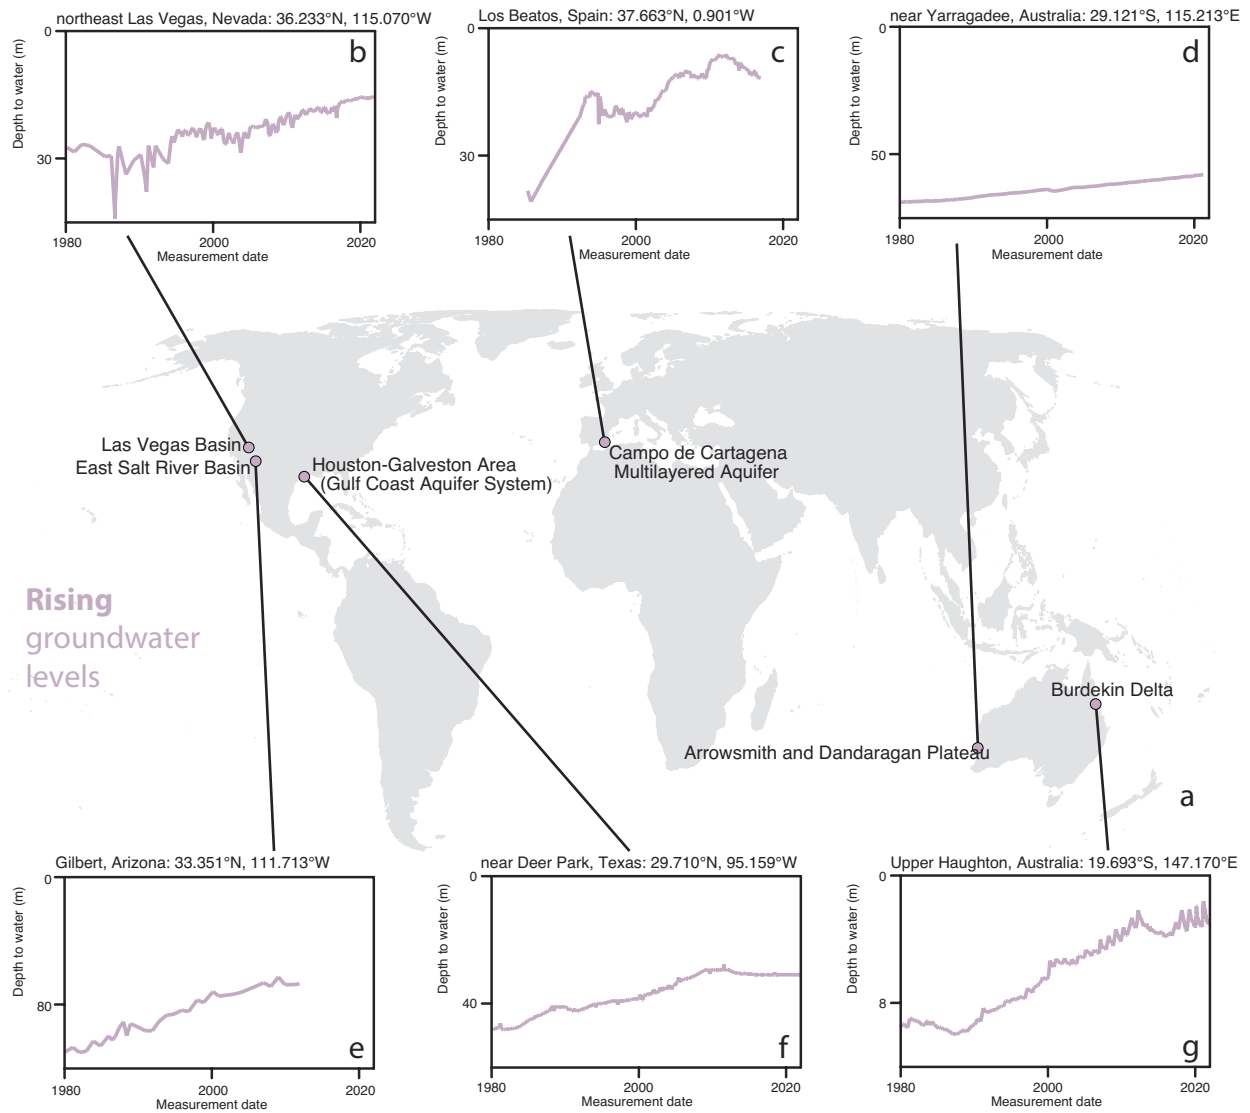 northeast Las Vegas, Nevada: 36.233°N, 115.070°W
0
30
Depth to water (m)
b
1980
2000
2020
Measurement date
Los Beatos, Spain: 37.663°N, 0.901°W
0
30
Depth to water (m)
c
1980
2000
2020
Measurement date
near Yarragadee, Australia: 29.121°S, 115.213°E
0
50
Depth to water (m)
d
1980
2000
2020
Measurement date
Las Vegas Basin
East Salt River Basin
Houston-Galveston Area
(Gulf Coast Aquifer System)
Campo de Cartagena
Multilayered Aquifer
Rising
groundwater
levels
Burdekin Delta
Arrowsmith and Dandaragan Plateau
a
Gilbert, Arizona: 33.351°N, 111.713°W
0
80
Depth to water (m)
e
1980
2000
2020
Measurement date
near Deer Park, Texas: 29.710°N, 95.159°W
0
40
Depth to water (m)
f
1980
2000
2020
Measurement date
Upper Haughton, Australia: 19.693°S, 147.170°E
0
8
Depth to water (m)
g
1980
2000
2020
Measurement date